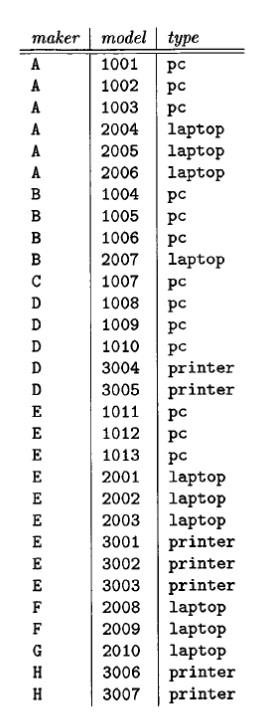 maker model type
A 1001 pc
A 1002 pc
A 1003 pc
A 2004 laptop
A 2005 laptop
A 2006 laptop
B 1004 pc
B 1005 pc
B 1006 pc
B 2007 laptop
C 1007 pc
D 1008 pc
D 1009 pc
D 1010 pc
D 3004 printer
D 3005 printer
E 1011 pc
E 1012 pc
E 1013 pc
E 2001 laptop
E 2002 laptop
E 2003 laptop
E 3001 printer
E 3002 printer
E 3003 printer
F 2008 laptop
F 2009 laptop
G 2010 laptop
H 3006 printer
H 3007 printer